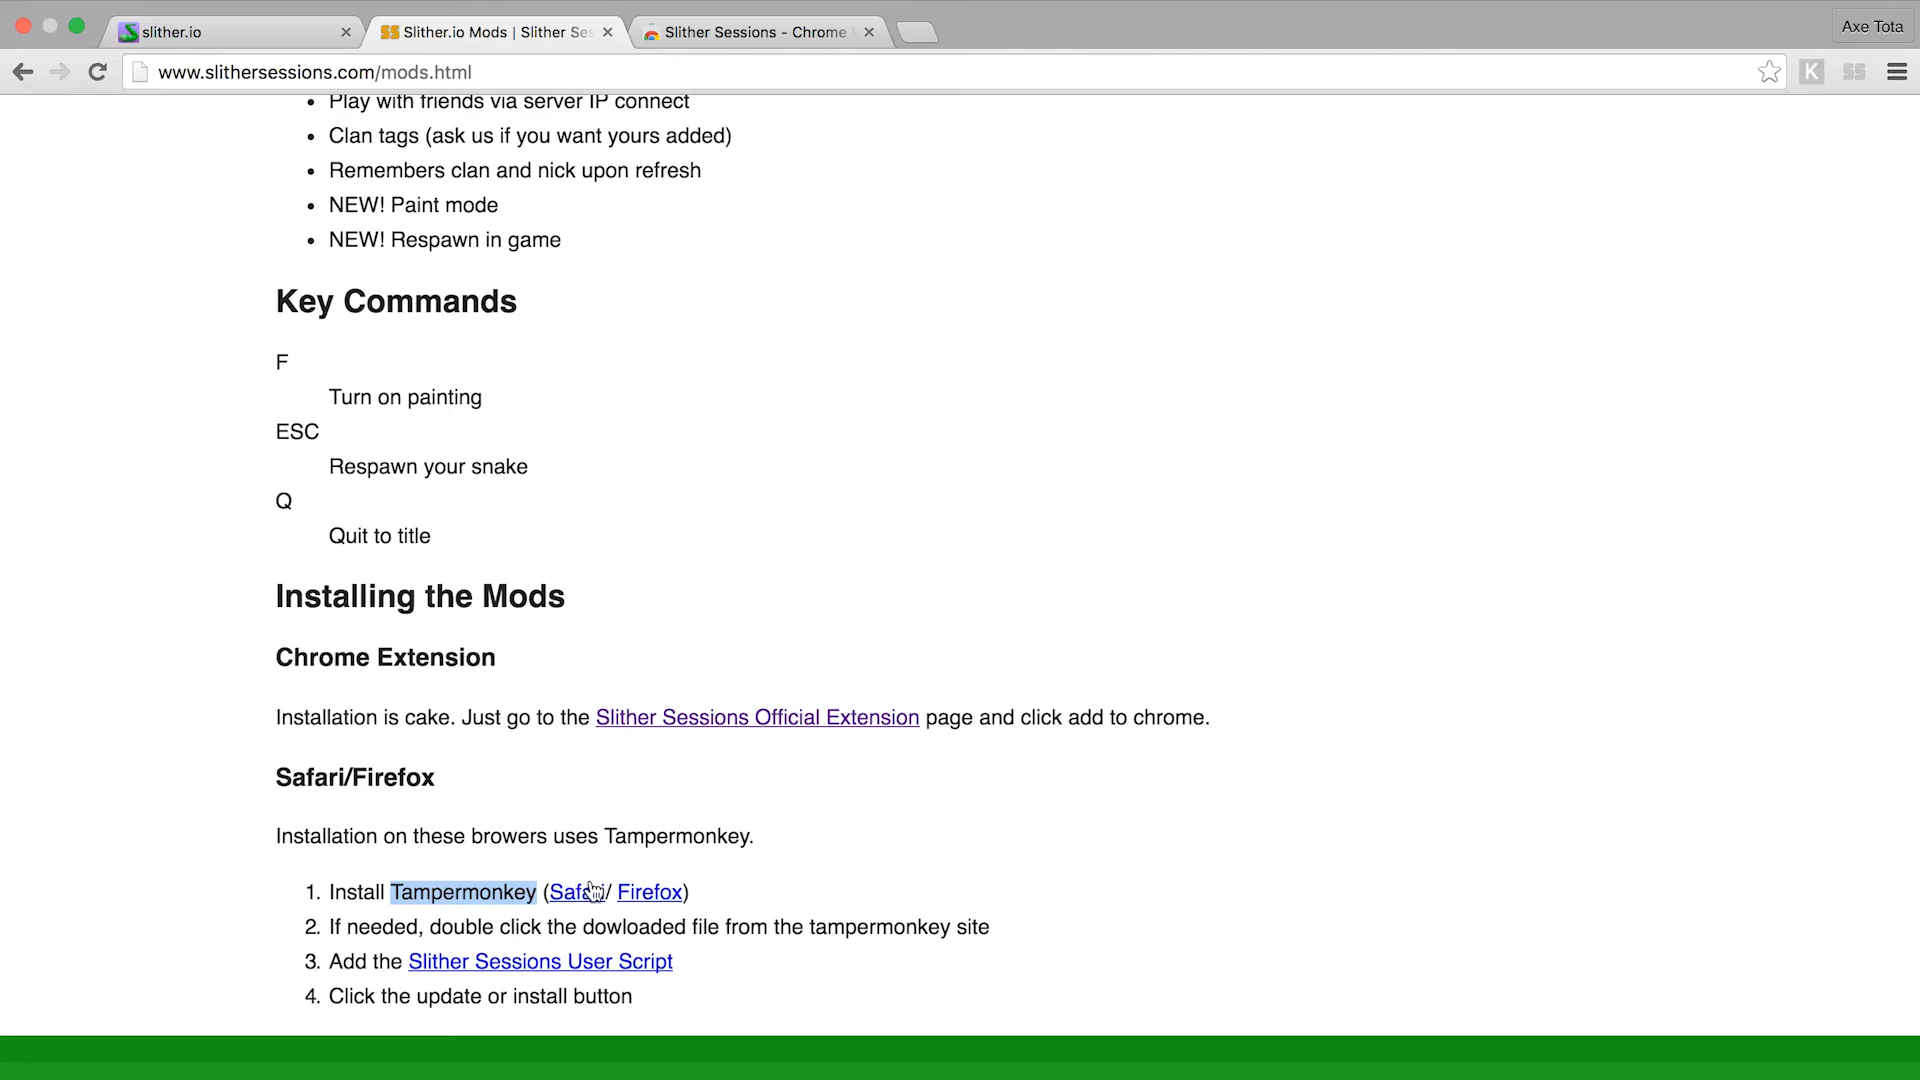 slither.io
Slither.io Mods | Slither Ses
Slither Sessions - Chrome
Axe Tota
www.slithersessions.com/mods.html
K
SS
Play with friends via server IP connect
Clan tags (ask us if you want yours added)
Remembers clan and nick upon refresh
NEW! Paint mode
NEW! Respawn in game
Key Commands
F
Turn on painting
ESC
Respawn your snake
Q
Quit to title
Installing the Mods
Chrome Extension
Installation is cake. Just go to the Slither Sessions Official Extension page and click add to chrome.
Safari/Firefox
Installation on these browers uses Tampermonkey.
1. Install Tampermonkey (Safari/ Firefox)
2. If needed, double click the dowloaded file from the tampermonkey site
3. Add the Slither Sessions User Script
4. Click the update or install button